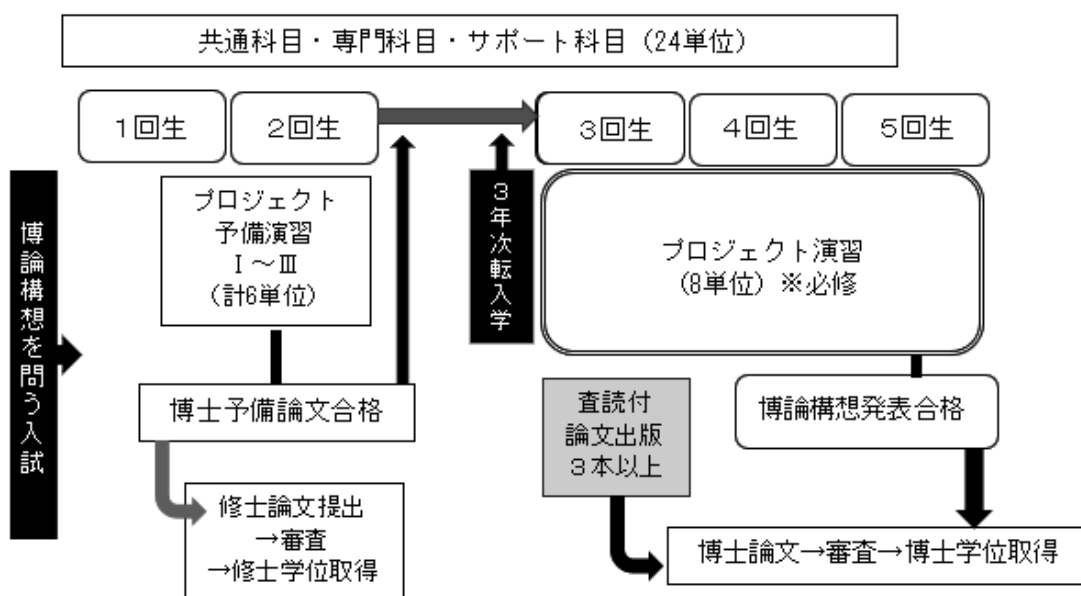 共通科目・専門科目・サポート科目（24単位）
1回生
2回生
3回生
4回生
5回生
博論構想を問う入試
プロジェクト
予備演習
Ⅰ～Ⅲ
(計6単位)
3年次転入学
プロジェクト演習
(8単位) ※必修
博士予備論文合格
査読付
論文出版
3本以上
博論構想発表合格
修士論文提出
→審査
→修士学位取得
博士論文→審査→博士学位取得